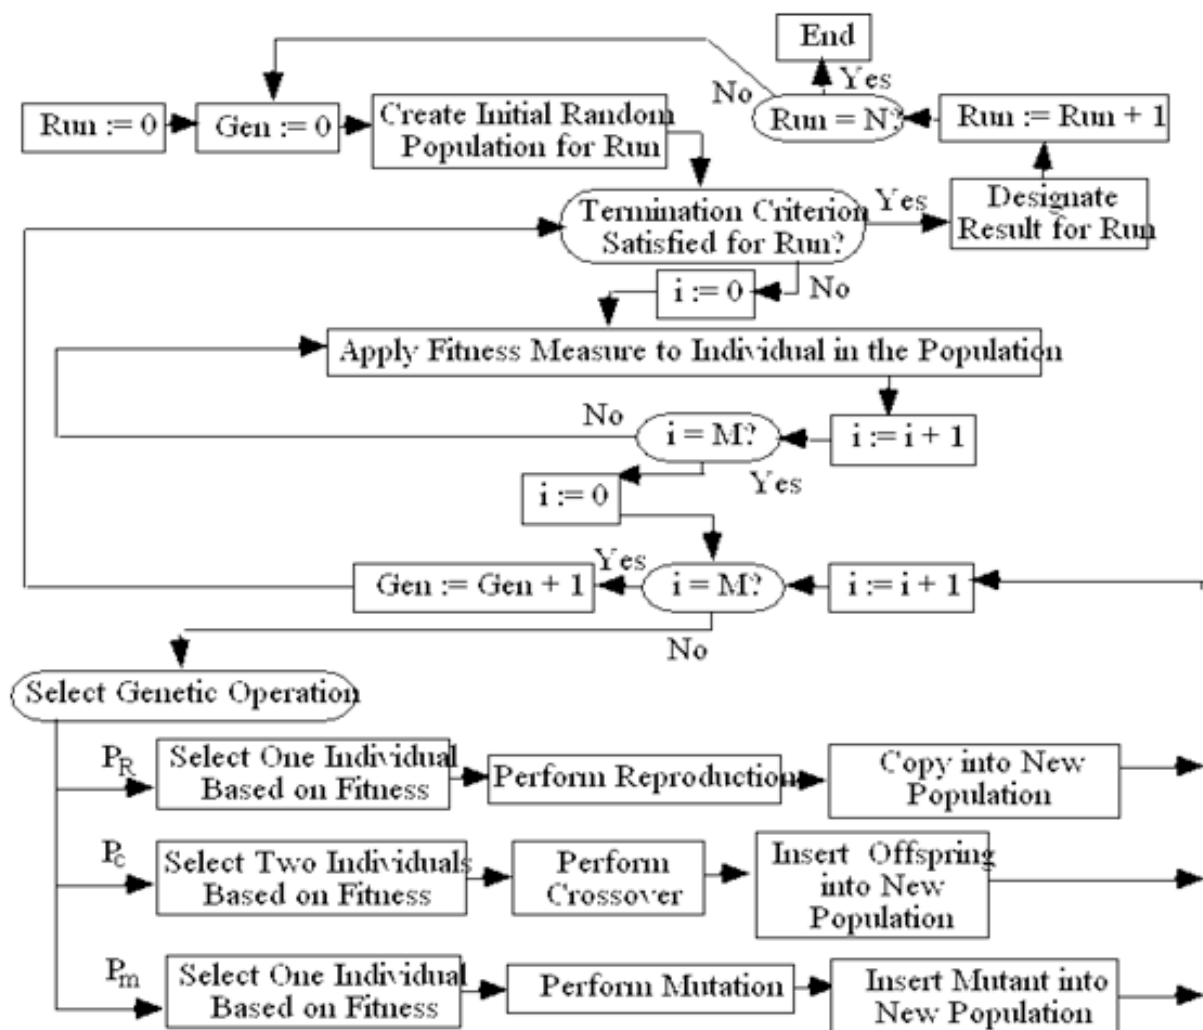 End
No
Yes
Run := 0
Gen := 0
Create Initial Random
Population for Run
Run = N?
Run := Run + 1
Termination Criterion
Satisfied for Run?
Yes
Designate
Result for Run
i := 0
No
Apply Fitness Measure to Individual in the Population
No
i = M?
i := i + 1
Yes
i := 0
Gen := Gen + 1
Yes
i = M?
i := i + 1
No
Select Genetic Operation
PR
Select One Individual
Based on Fitness
Perform Reproduction
Copy into New
Population
Pc
Select Two Individuals
Based on Fitness
Perform
Crossover
Insert Offspring
into New
Population
Pm
Select One Individual
Based on Fitness
Perform Mutation
Insert Mutant into
New Population